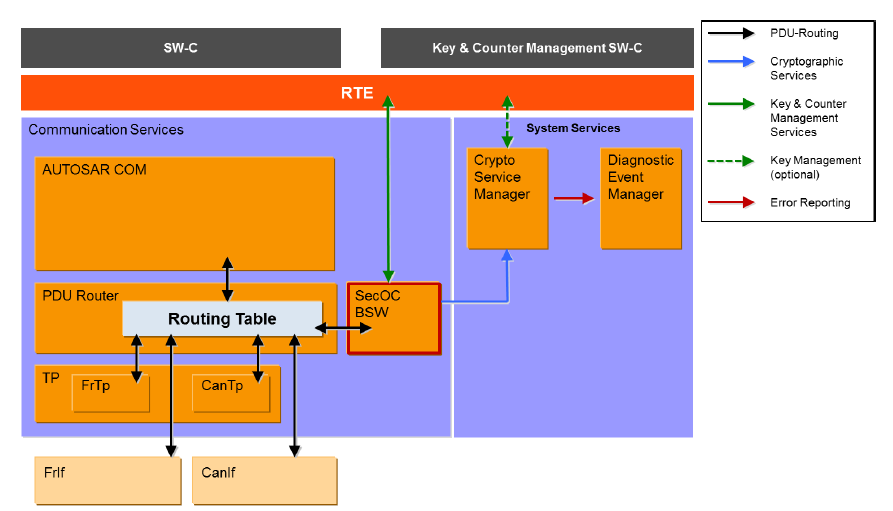 SW-C
Key & Counter Management SW-C
RTE
Communication Services
System Services
AUTOSAR COM
Crypto
Service
Manager
Diagnostic
Event
Manager
PDU Router
Routing Table
SecOC
BSW
TP
FrTp
CanTp
FrIf
CanIf
PDU-Routing
Cryptographic
Services
Key & Counter
Management
Services
Key Management
(optional)
Error Reporting